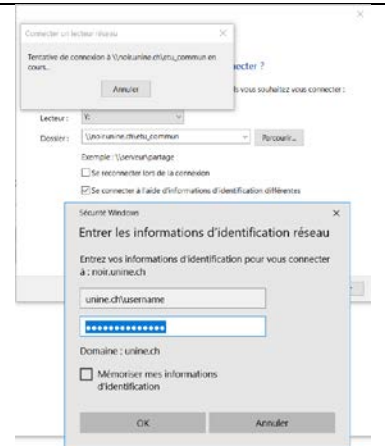 Connecter un lecteur réseau
Tentative de connexion à \\noir.unine.ch\etu_commun en
cours...
Annuler
ecter ?
ls vous souhaitez vous connecter :
Lecteur : Y:
Dossier : \\noir.unine.ch\etu_commun Parcourir...
Exemple : \\serveur\partage
Se reconnecter lors de la connexion
Se connecter à l'aide d'informations d'identification différentes
Sécurité Windows
Entrer les informations d'identification réseau
Entrez vos informations d'identification pour vous connecter
à : noir.unine.ch
unine.ch\username
Domaine : unine.ch
Mémoriser mes informations
d'identification
OK Annuler